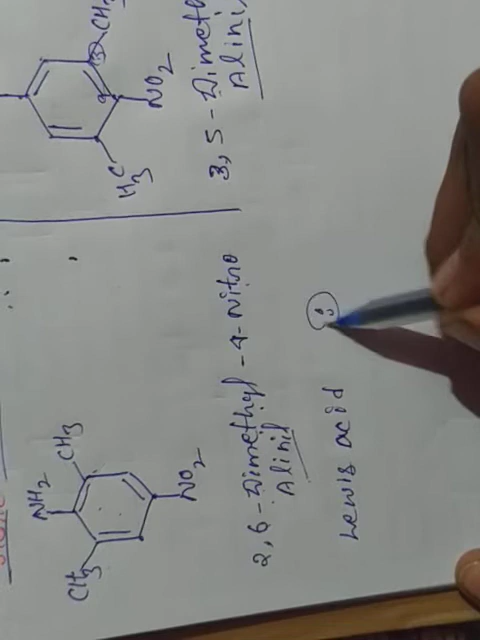 CH3
NO2
H3C
3, 5 - Dimeth
Alini
NH2
CH3
CH3
NO2
2, 6 - Dimethyl - 4 - Nitro
Alinil
Lewis acid